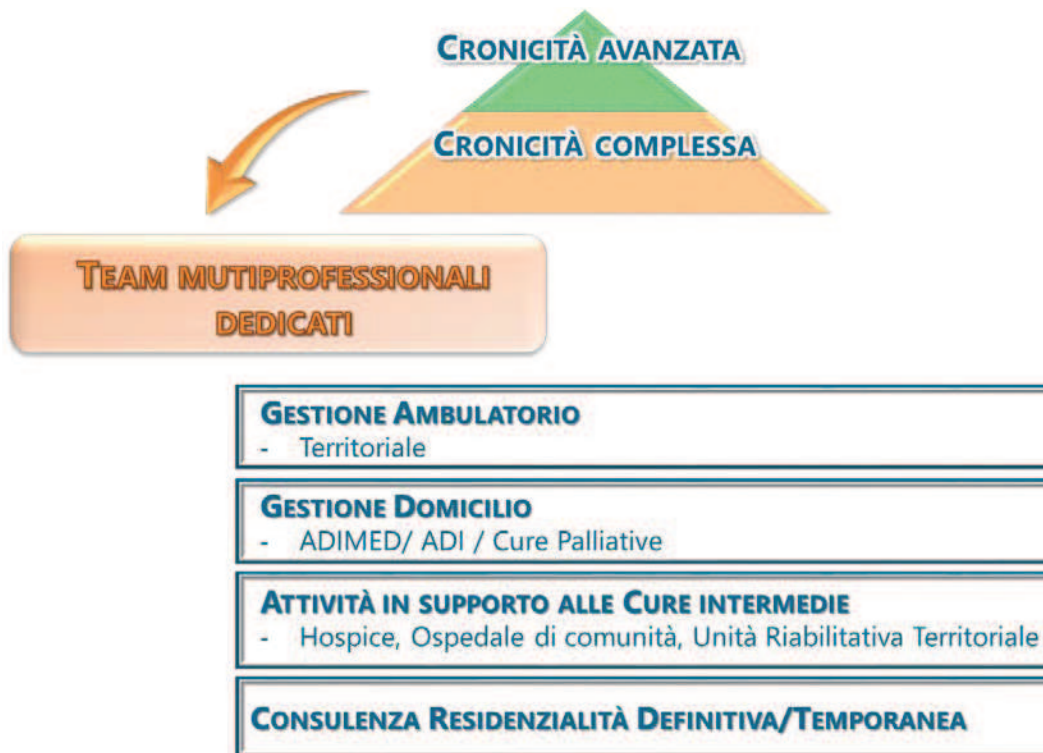 CRONICITÀ AVANZATA
CRONICITÀ COMPLESSA
TEAM MUTIPROFESSIONALI
DEDICATI
GESTIONE AMBULATORIO
- Territoriale
GESTIONE DOMICILIO
- ADIMED/ ADI / Cure Palliative
ATTIVITÀ IN SUPPORTO ALLE CURE INTERMEDIE
- Hospice, Ospedale di comunità, Unità Riabilitativa Territoriale
CONSULENZA RESIDENZIALITÀ DEFINITIVA/TEMPORANEA